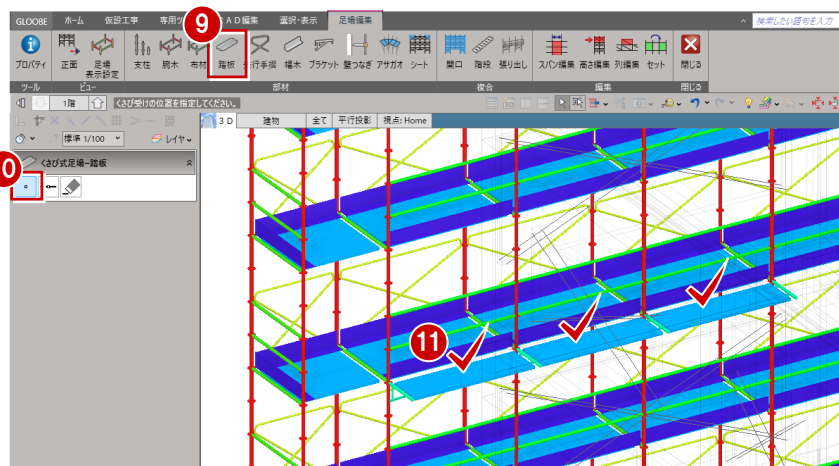 GLOOBE ホーム 仮設工事 専用ツ AD編集 選択・表示 足場編集 検索したい語句を入力
9
プロパティ 正面 足場 表示設定 支柱 腕木 布材 踏板 先行手摺 幅木 ブラケット 壁つなぎ アサガオ シート 開口 階段 張り出し スパン編集 高さ編集 列編集 セット 閉じる
ツール ビュー 部材 複合 編集 閉じる
1階 くさび受けの位置を指定してください。
3D 建物 全て 平行投影 視点: Home
標準 1/100 レイヤ
くさび式足場-踏板
0
11